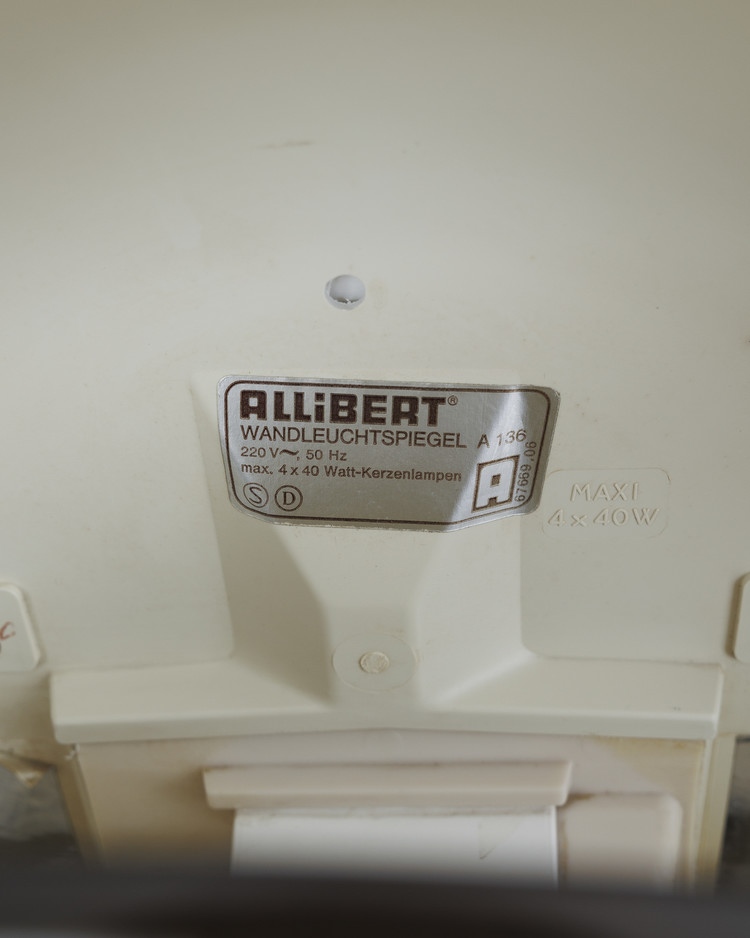 ALLiBERT®
WANDLEUCHTSPIEGEL A 136
220 V~, 50 Hz
max. 4 x 40 Watt-Kerzenlampen
S D
A
67669.06
MAXI
4 x 40W